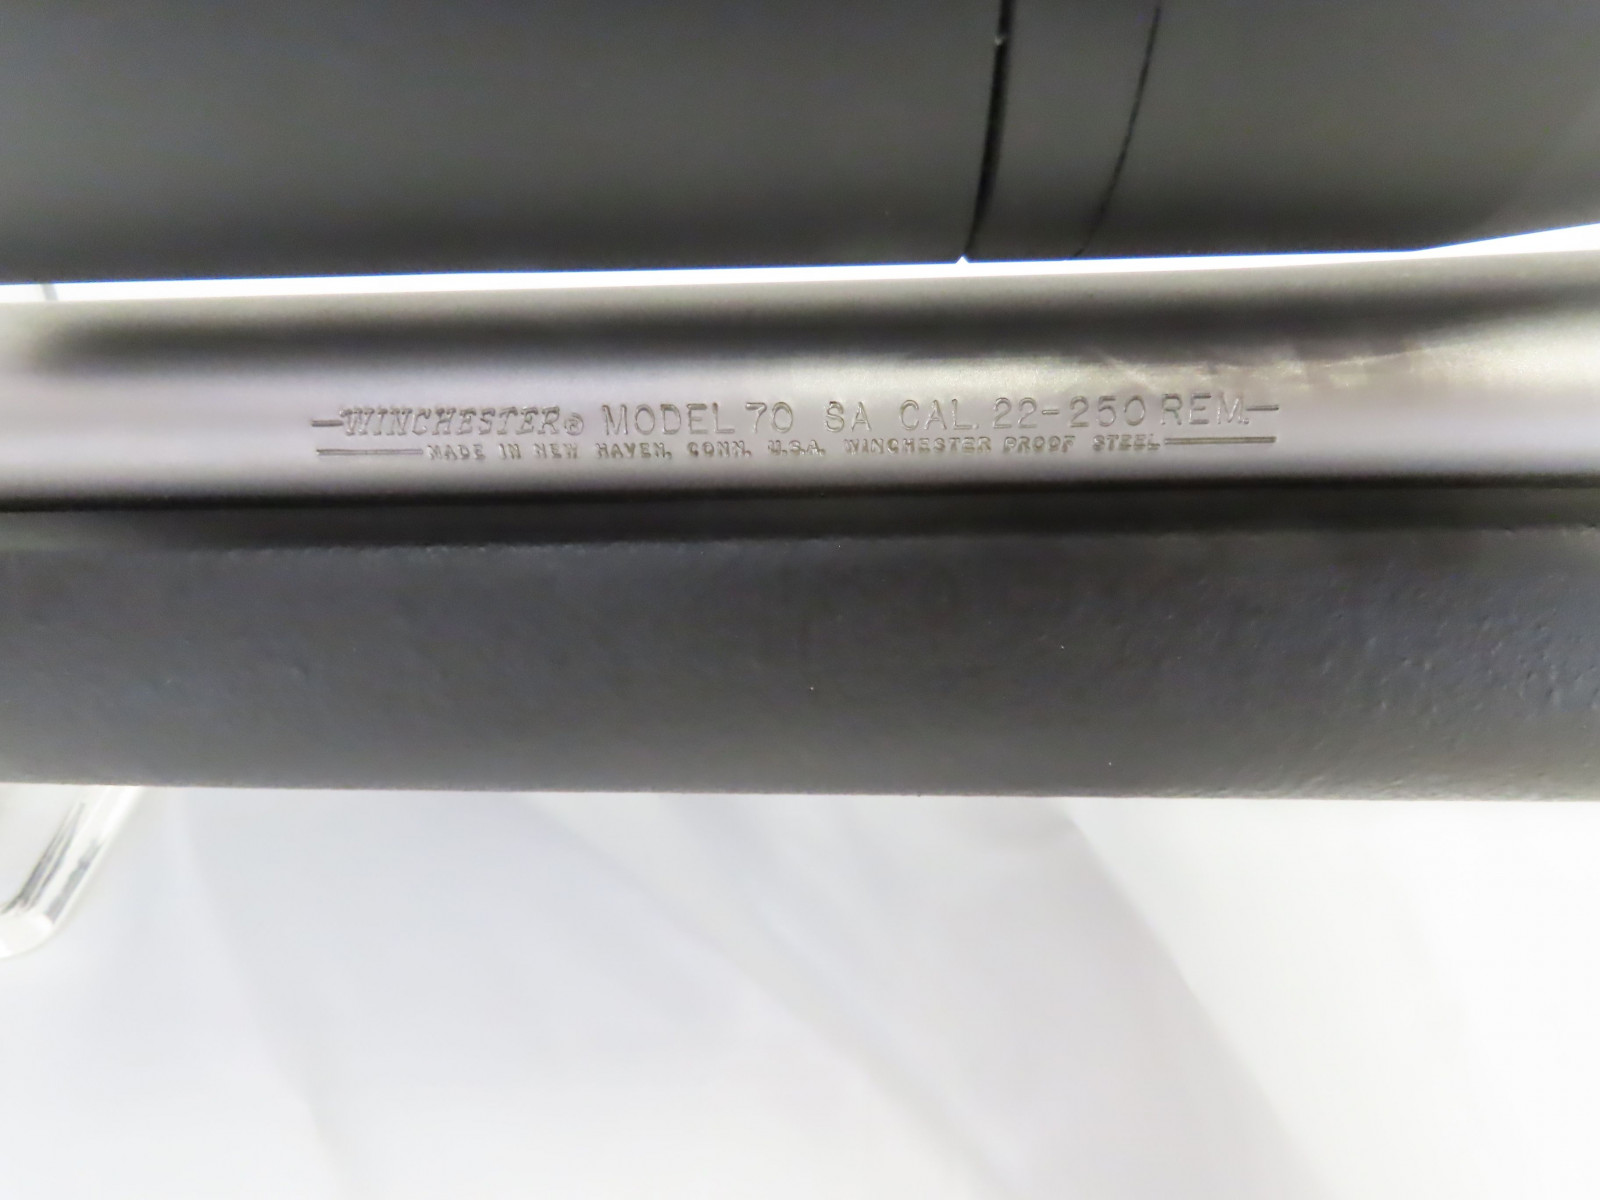 WINCHESTER® MODEL 70 SA CAL. 22-250 REM.
MADE IN NEW HAVEN, CONN. U.S.A. WINCHESTER PROOF STEEL